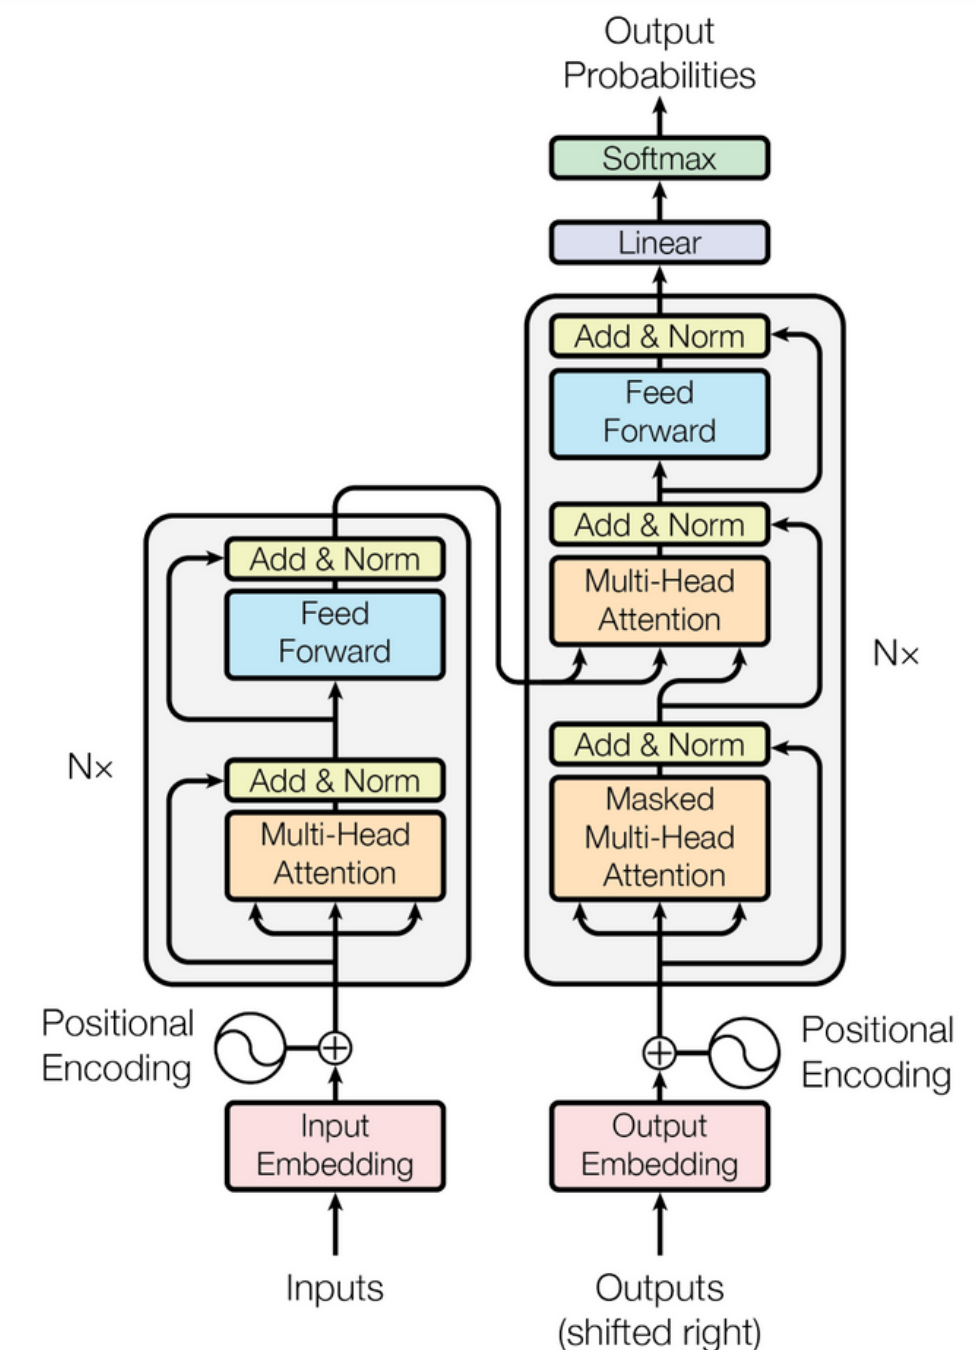 Output
Probabilities
Softmax
Linear
Add & Norm
Feed
Forward
Add & Norm
Multi-Head
Attention
Add & Norm
Masked
Multi-Head
Attention
N×
Add & Norm
Feed
Forward
Add & Norm
Multi-Head
Attention
N×
Positional
Encoding
Positional
Encoding
Input
Embedding
Output
Embedding
Inputs
Outputs
(shifted right)